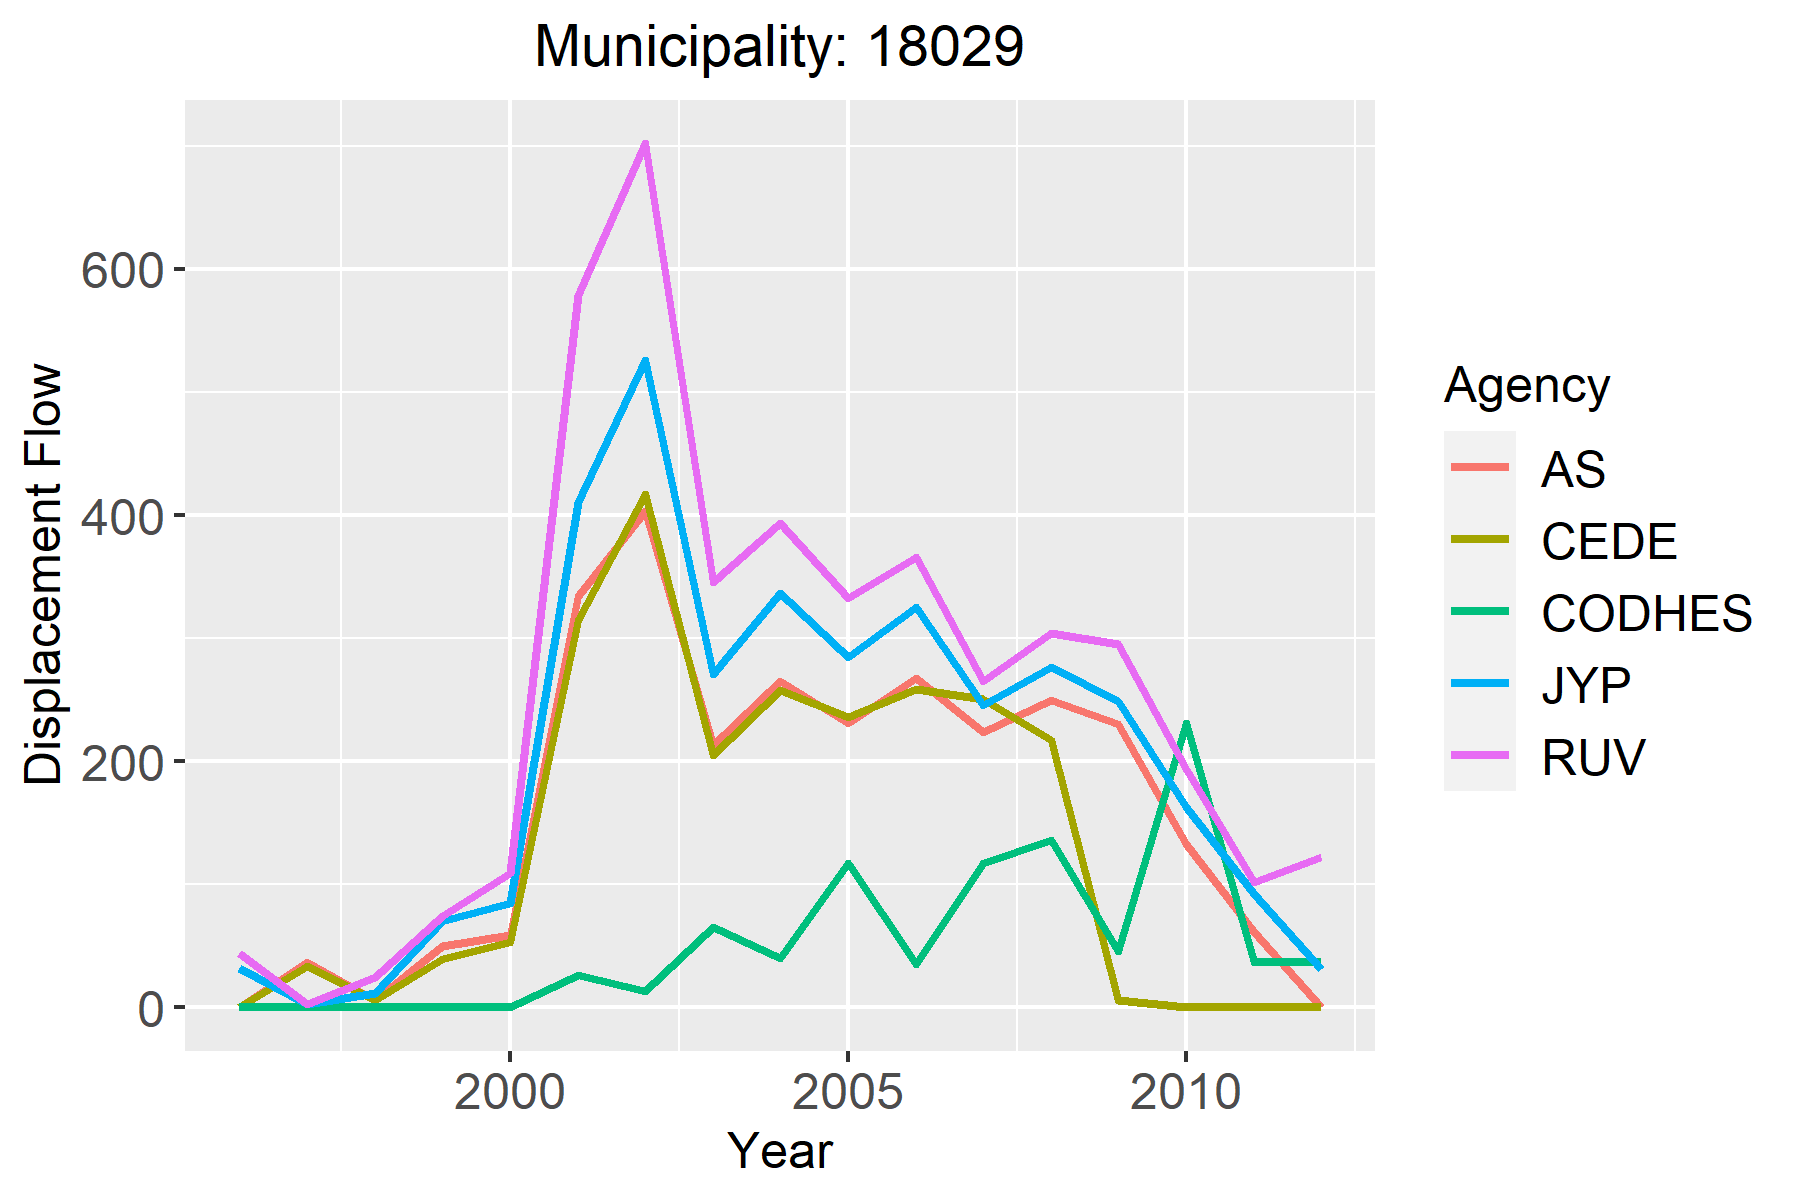 Municipality: 18029
Displacement Flow
600
400
200
0
2000 2005 2010
Year
Agency
AS
CEDE
CODHES
JYP
RUV